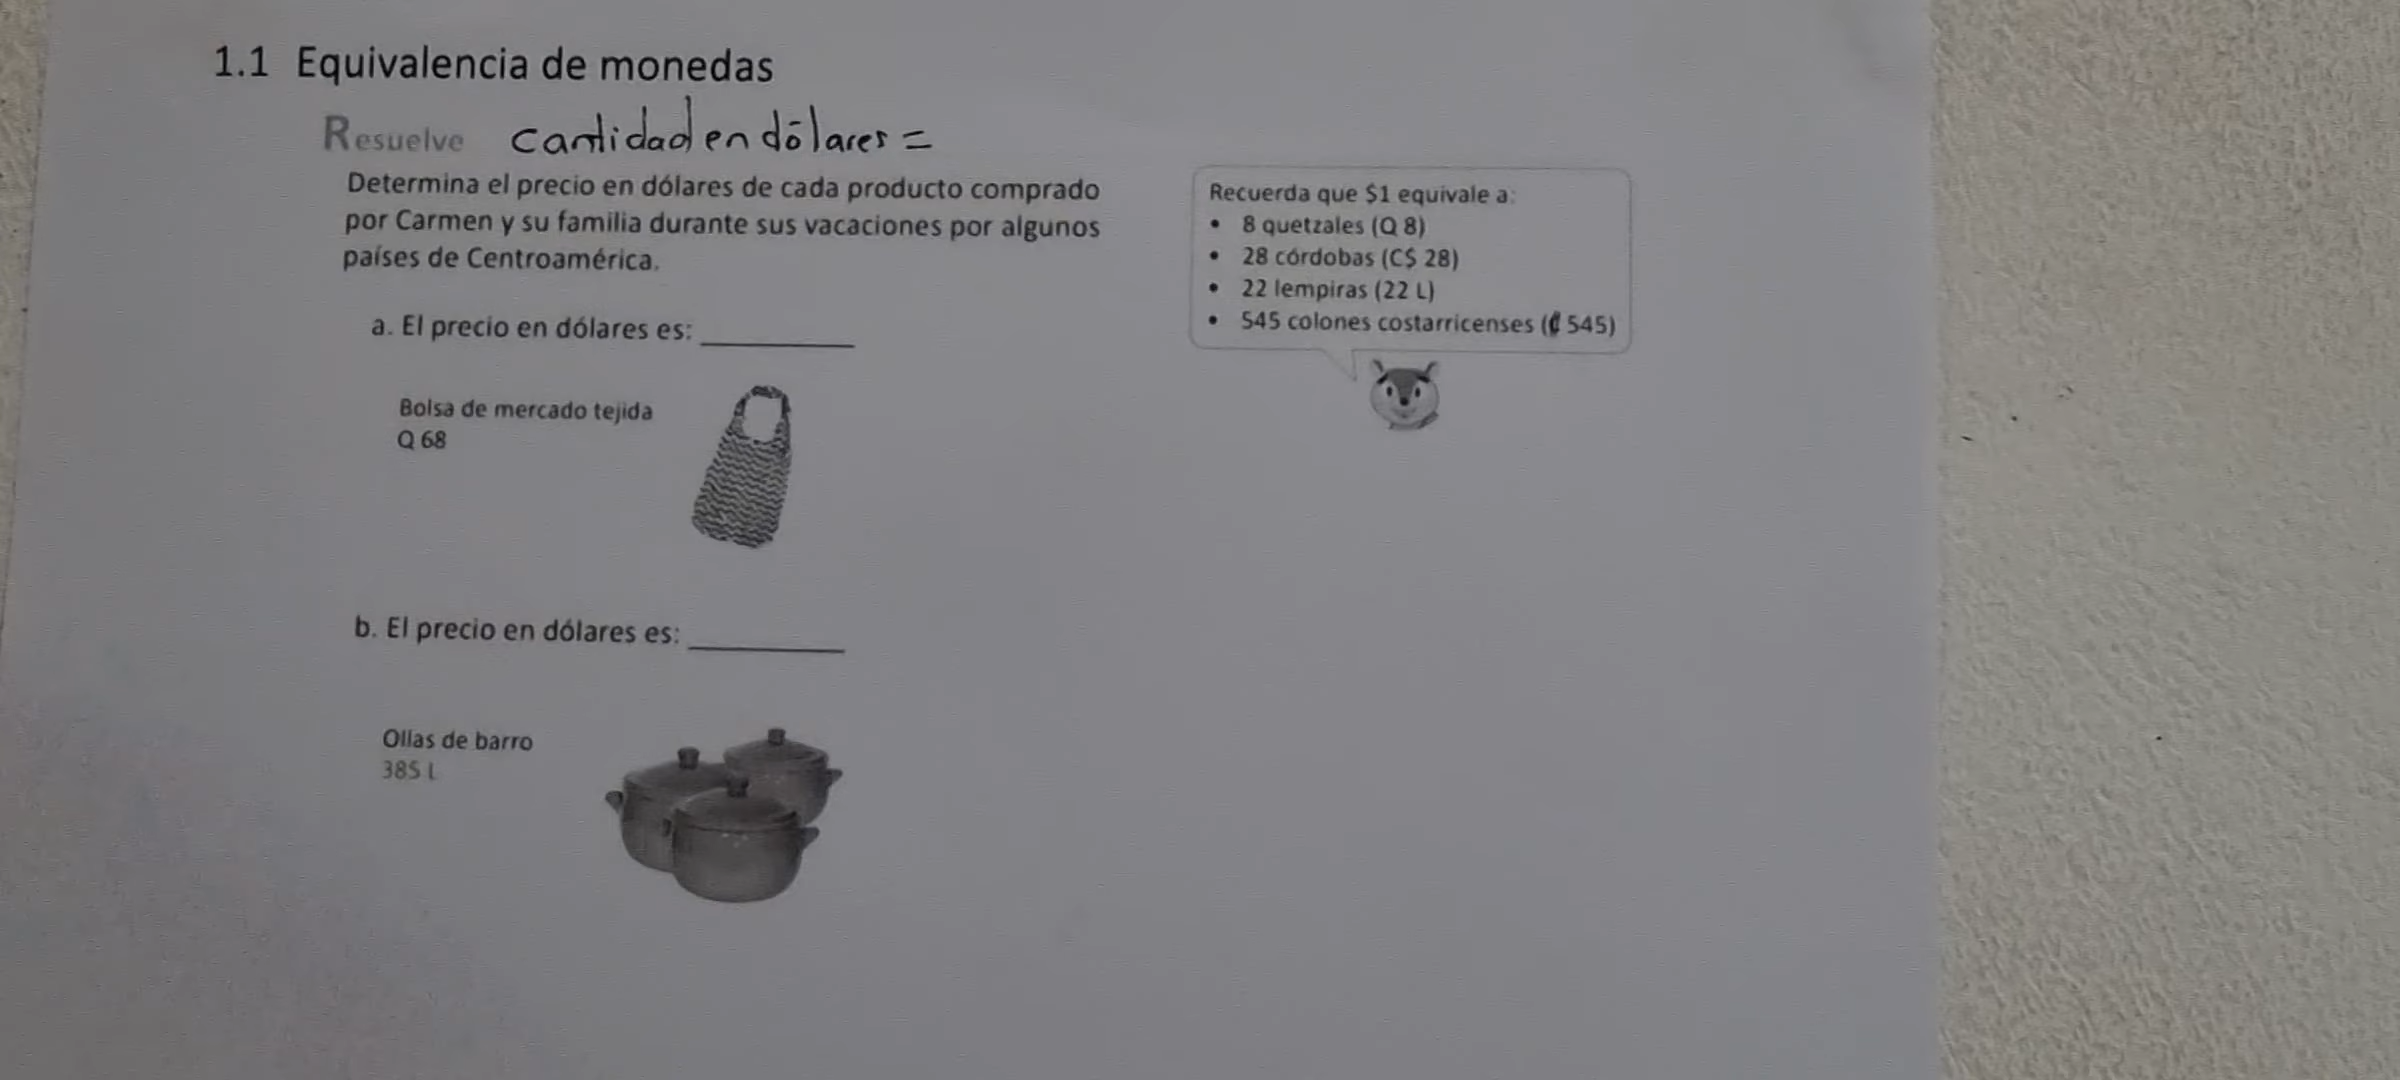 1.1 Equivalencia de monedas
Resuelve cantidad en dólares =
Determina el precio en dólares de cada producto comprado
por Carmen y su familia durante sus vacaciones por algunos
países de Centroamérica.
Recuerda que $1 equivale a:
• 8 quetzales (Q 8)
• 28 córdobas (C$ 28)
• 22 lempiras (22 L)
• 545 colones costarricenses (₡ 545)
a. El precio en dólares es: ________
Bolsa de mercado tejida
Q 68
b. El precio en dólares es: ________
Ollas de barro
385 L